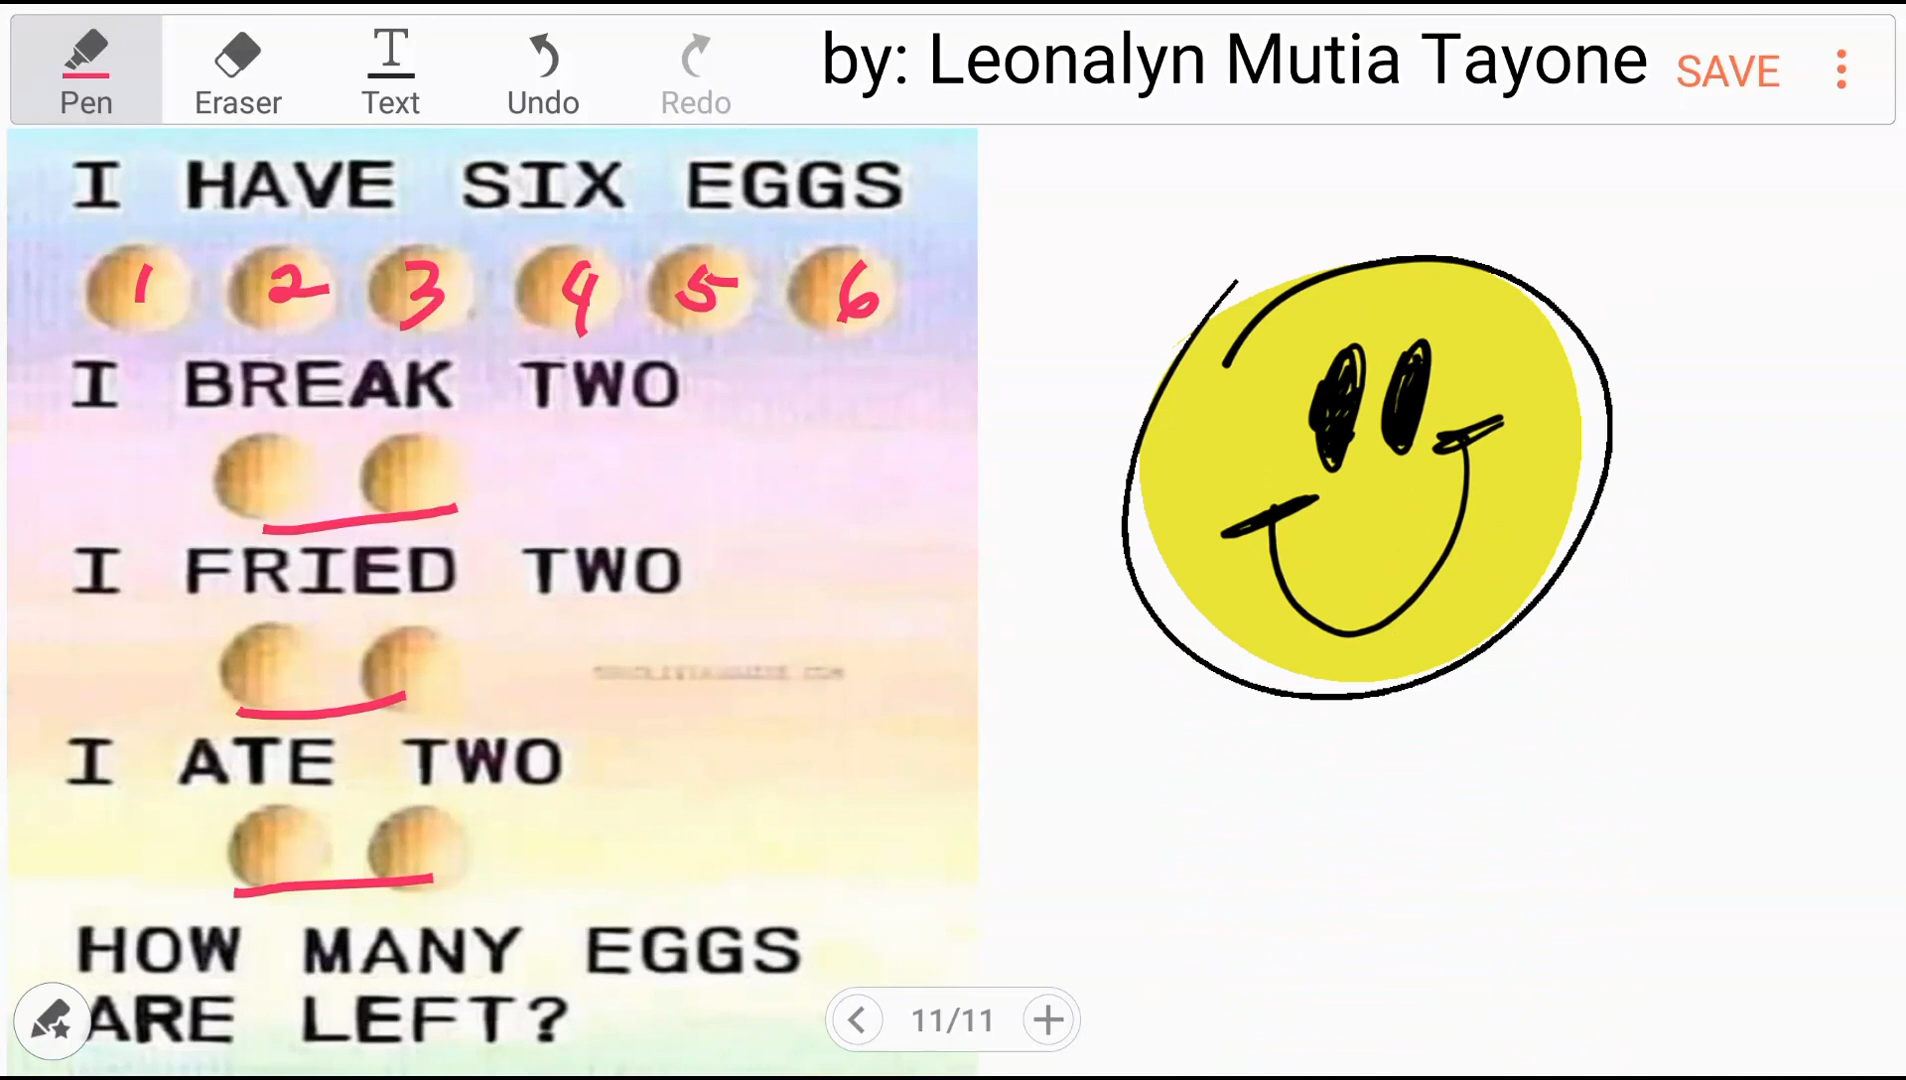 Pen
Eraser
Text
Undo
Redo
by: Leonalyn Mutia Tayone
SAVE
I HAVE SIX EGGS
1 2 3 4 5 6
I BREAK TWO
I FRIED TWO
I ATE TWO
HOW MANY EGGS
ARE LEFT?
11/11